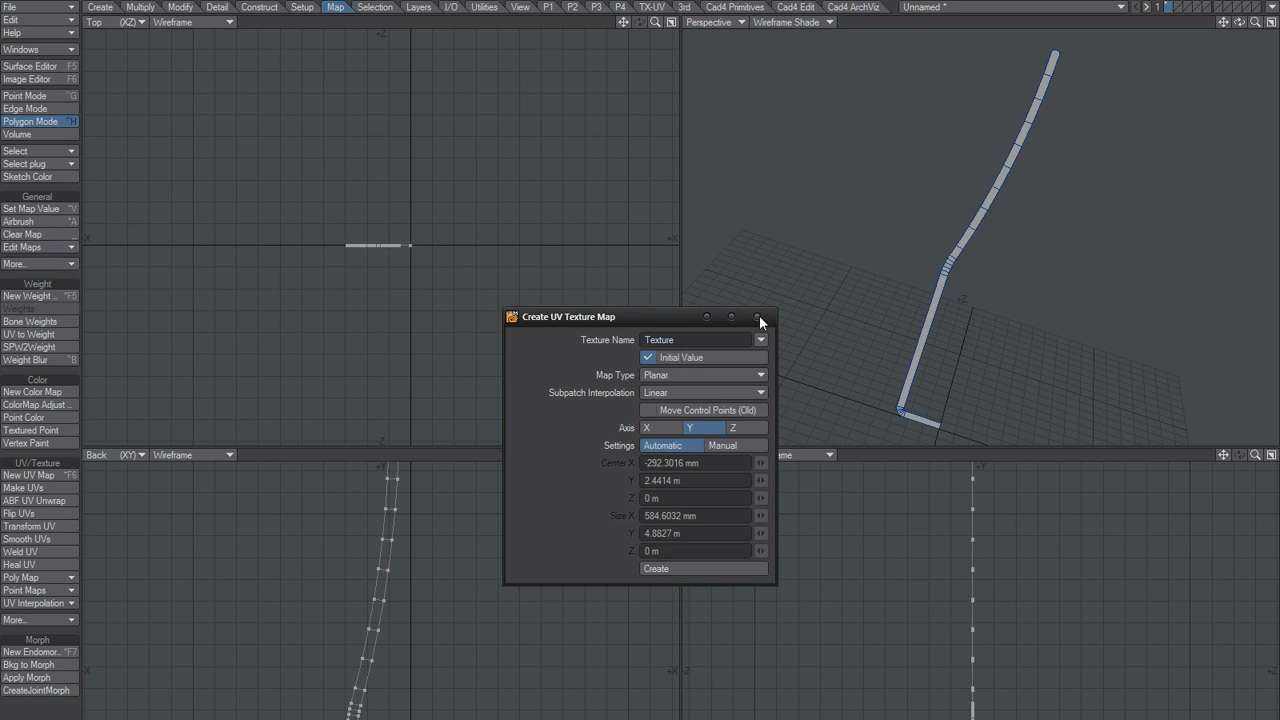 File
Create
Multiply
Modify
Detail
Construct
Setup
Map
Selection
Layers
I/O
Utilities
View
P1
P2
P3
P4
TX-UV
3rd
Cad4 Primitives
Cad4 Edit
Cad4 ArchViz
Unnamed *
1
Edit
Help
Windows
Surface Editor F5
Image Editor F6
Point Mode ^G
Edge Mode
Polygon Mode ^H
Volume
Select
Select plug
Sketch Color
General
Set Map Value ^V
Airbrush ^A
Clear Map
Edit Maps
More...
Weight
New Weight ... ^F5
Weights
Bone Weights
UV to Weight
SPW2Weight
Weight Blur ^B
Color
New Color Map
ColorMap Adjust ...
Point Color
Textured Point
Vertex Paint
UV/Texture
New UV Map ^F6
Make UVs
ABF UV Unwrap
Flip UVs
Transform UV
Smooth UVs
Weld UV
Heal UV
Poly Map
Point Maps
UV Interpolation
More...
Morph
New Endomor... ^F7
Bkg to Morph
Apply Morph
CreateJointMorph
Top (XZ) Wireframe
+Z
-X
+X
-Z
Perspective Wireframe Shade
+Z
Back (XY) Wireframe
+Y
-X
+X
+Y
-Z
+Z
Create UV Texture Map
Texture Name Texture
Initial Value
Map Type Planar
Subpatch Interpolation Linear
Move Control Points (Old)
Axis X Y Z
Settings Automatic Manual
Center X -292.3016 mm
Y 2.4414 m
Z 0 m
Size X 584.6032 mm
Y 4.8827 m
Z 0 m
Create